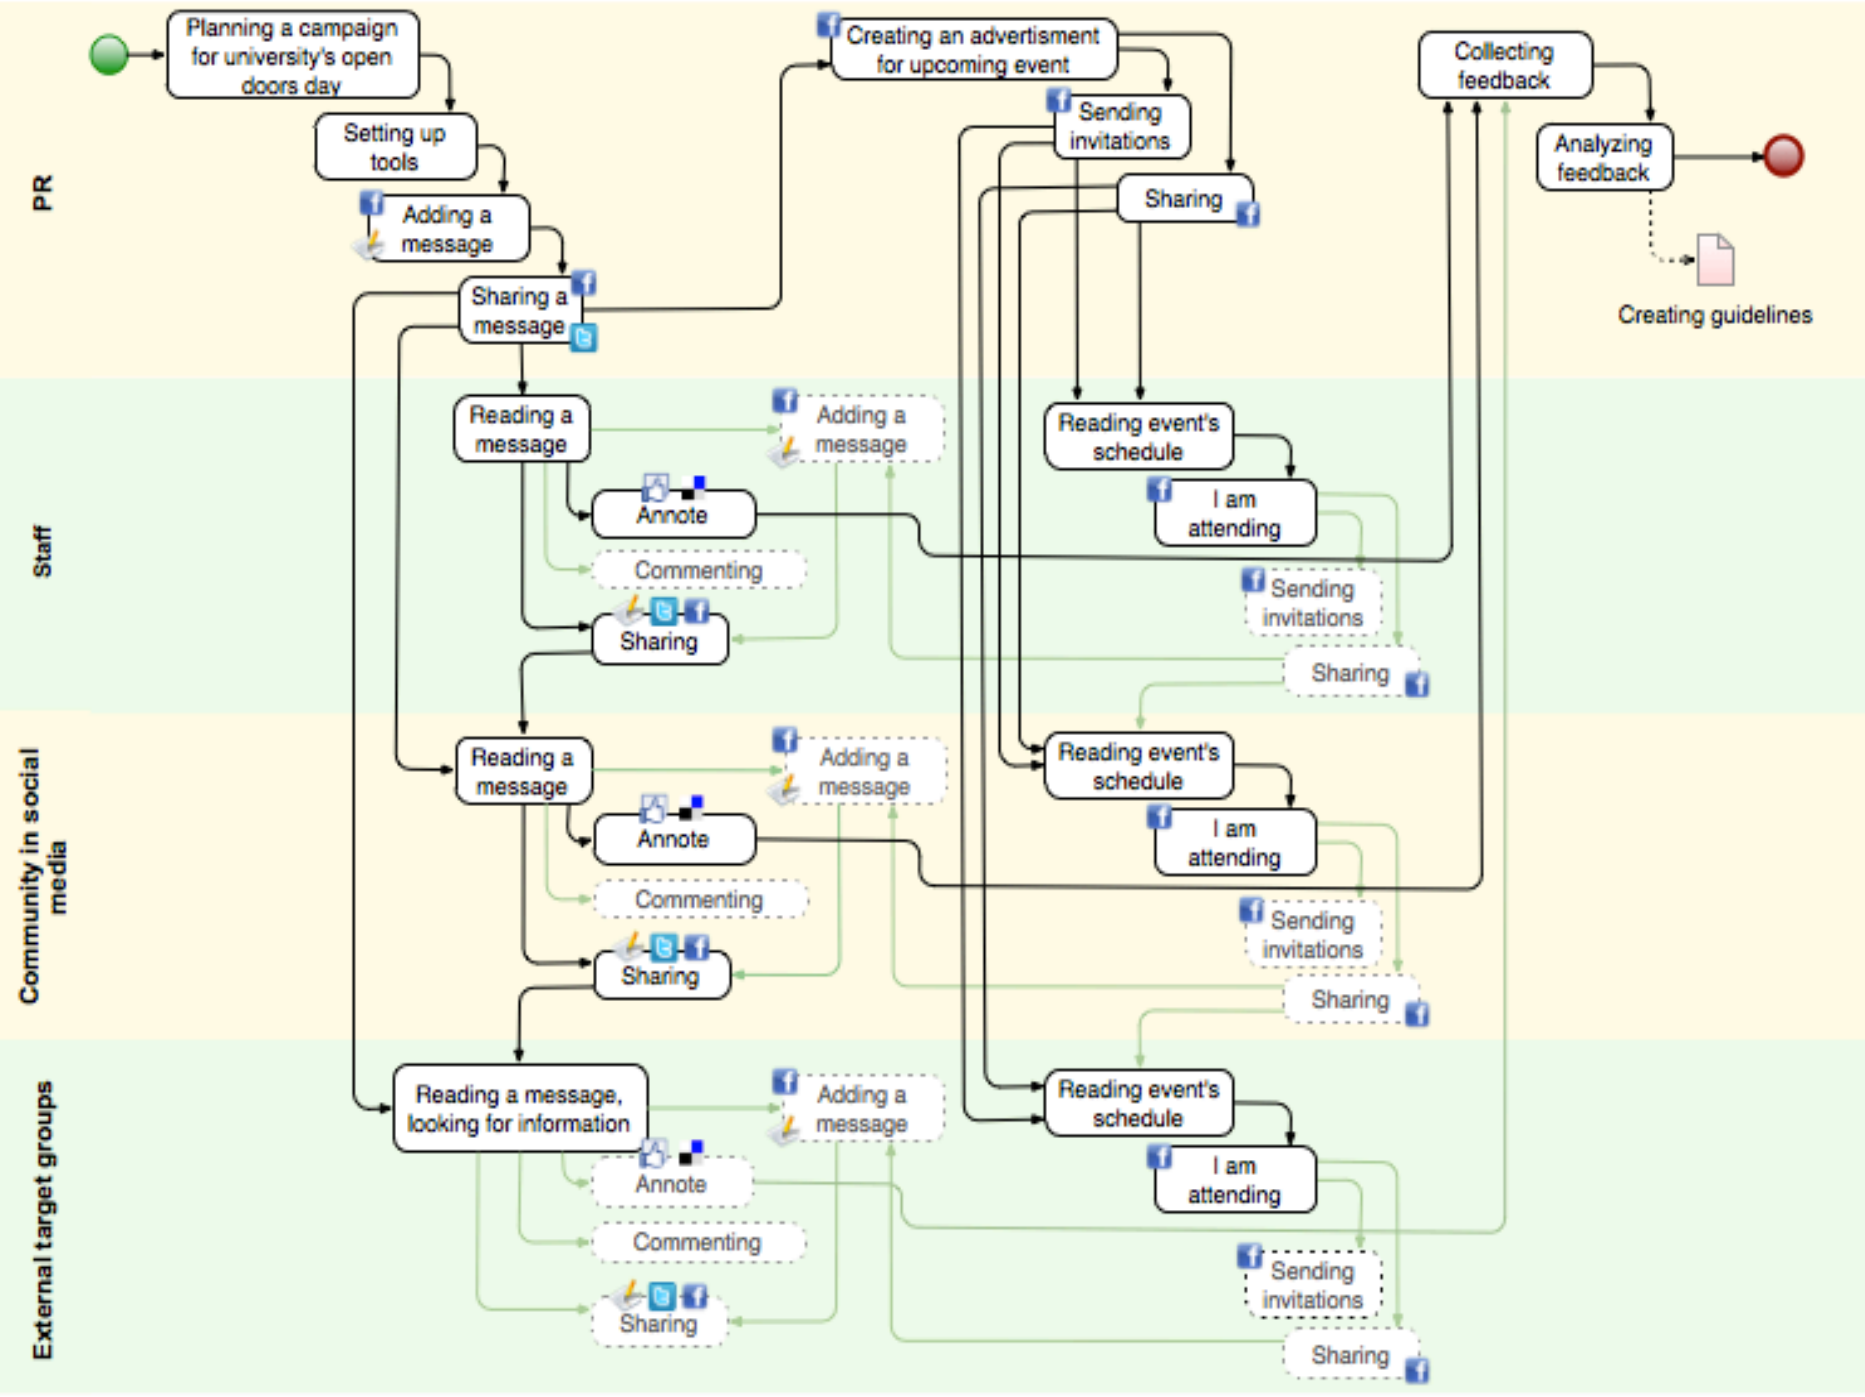 PR
Planning a campaign
for university's open
doors day
Setting up
tools
Adding a
message
Sharing a
message
Creating an advertisment
for upcoming event
Sending
invitations
Sharing
Collecting
feedback
Analyzing
feedback
Creating guidelines
Staff
Reading a
message
Adding a
message
Annote
Commenting
Sharing
Reading event's
schedule
I am
attending
Sending
invitations
Sharing
Community in social
media
Reading a
message
Adding a
message
Annote
Commenting
Sharing
Reading event's
schedule
I am
attending
Sending
invitations
Sharing
External target groups
Reading a message,
looking for information
Adding a
message
Annote
Commenting
Sharing
Reading event's
schedule
I am
attending
Sending
invitations
Sharing